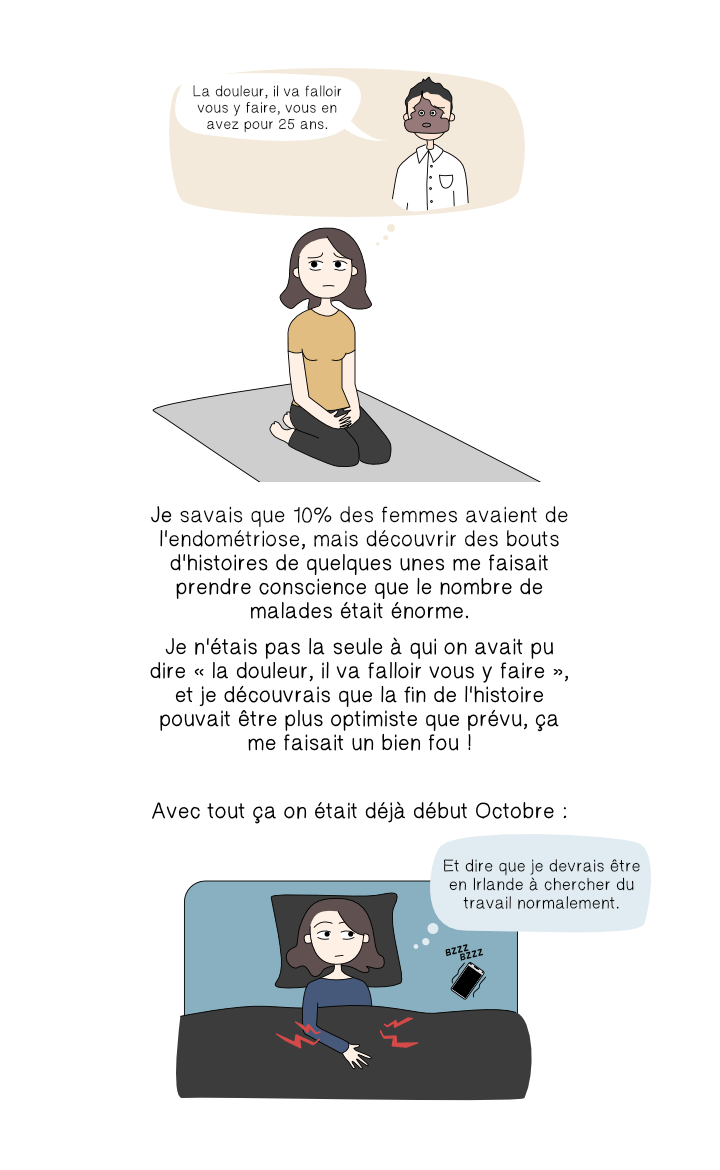 La douleur, il va falloir
vous y faire, vous en
avez pour 25 ans.
Je savais que 10% des femmes avaient de
l'endométriose, mais découvrir des bouts
d'histoires de quelques unes me faisait
prendre conscience que le nombre de
malades était énorme.
Je n'étais pas la seule à qui on avait pu
dire « la douleur, il va falloir vous y faire »,
et je découvrais que la fin de l'histoire
pouvait être plus optimiste que prévu, ça
me faisait un bien fou !
Avec tout ça on était déjà début Octobre :
Et dire que je devrais être
en Irlande à chercher du
travail normalement.
BZZZ
BZZZ